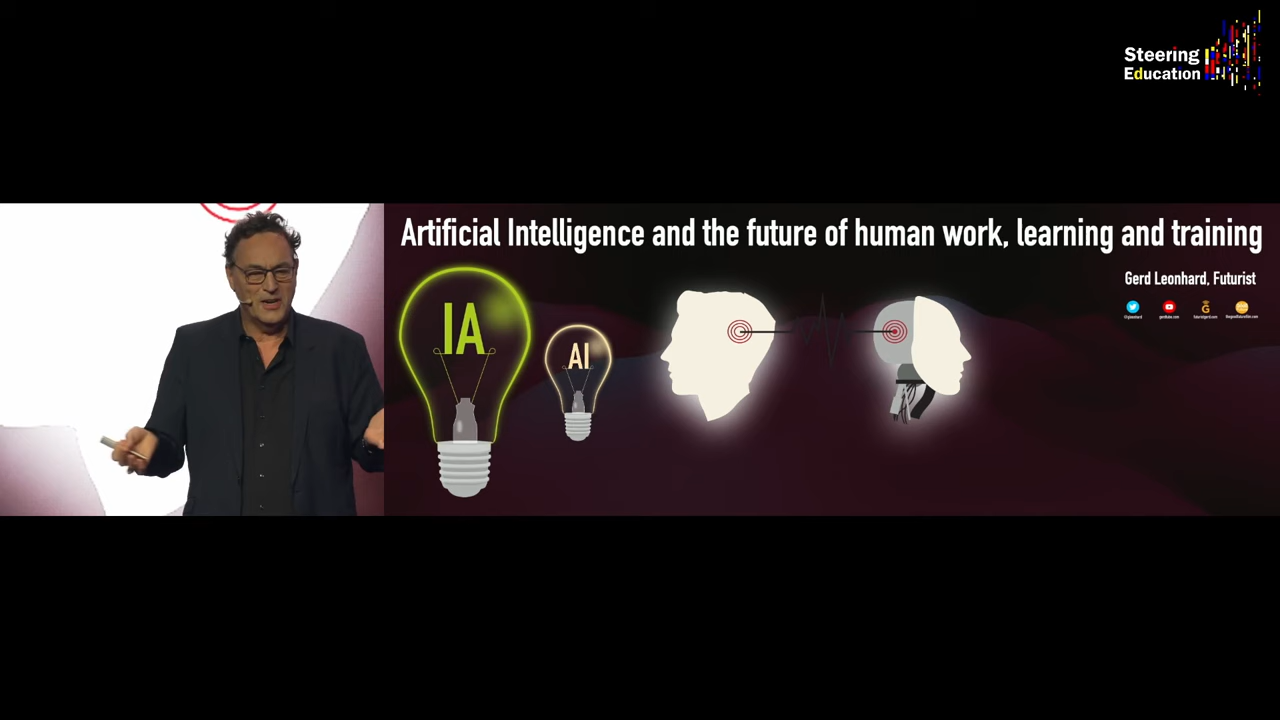 Steering
Education
Artificial Intelligence and the future of human work, learning and training
Gerd Leonhard, Futurist
IA
AI